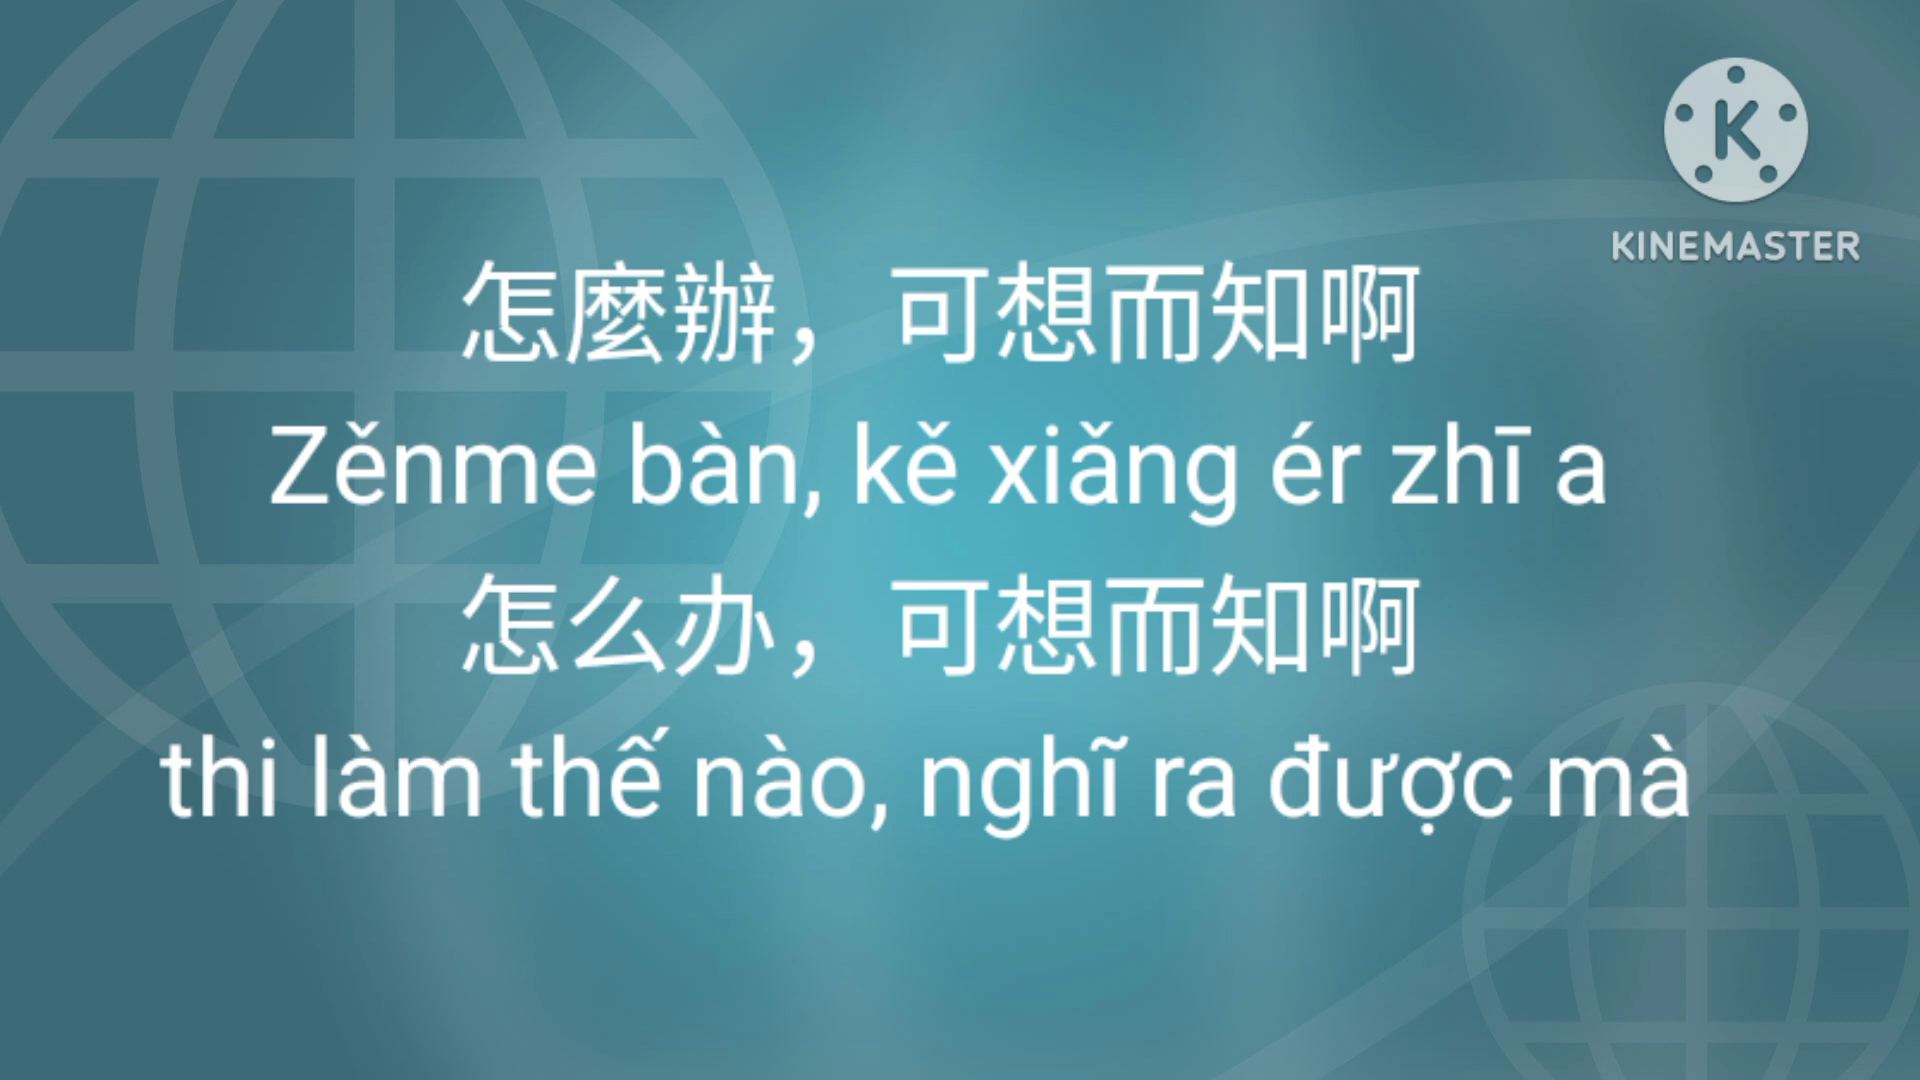 KINEMASTER
怎麼辦，可想而知啊
Zěnme bàn, kě xiǎng ér zhī a
怎么办，可想而知啊
thi làm thế nào, nghĩ ra được mà